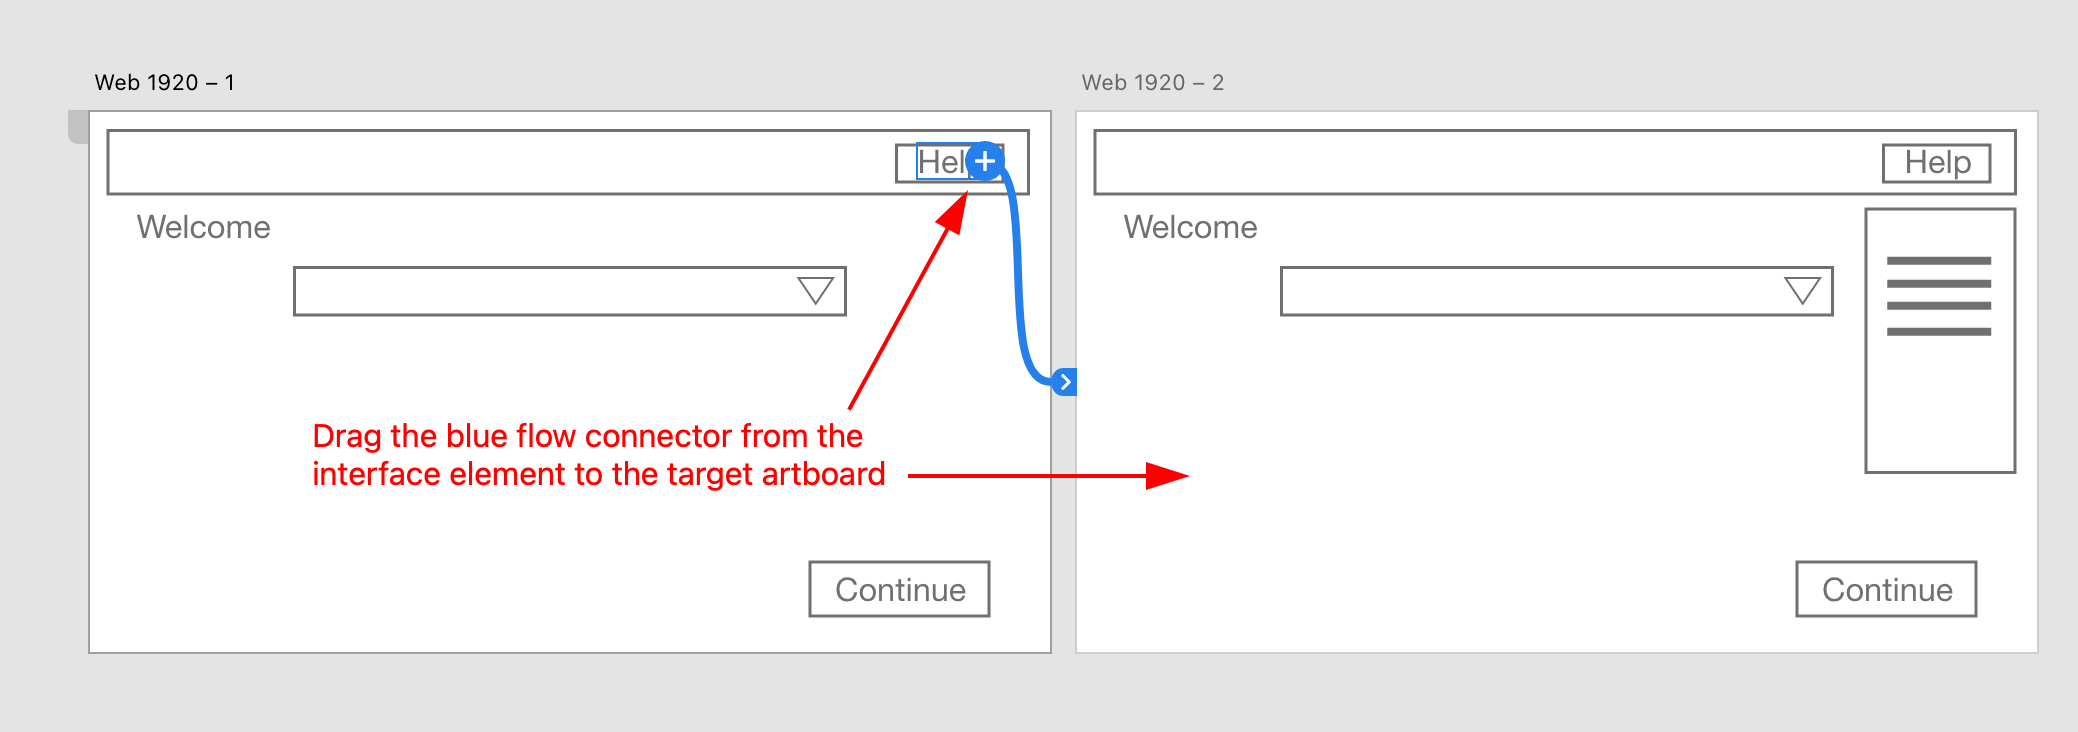 Web 1920 – 1
Web 1920 – 2
Help
Help
Welcome
Welcome
Drag the blue flow connector from the
interface element to the target artboard
Continue
Continue